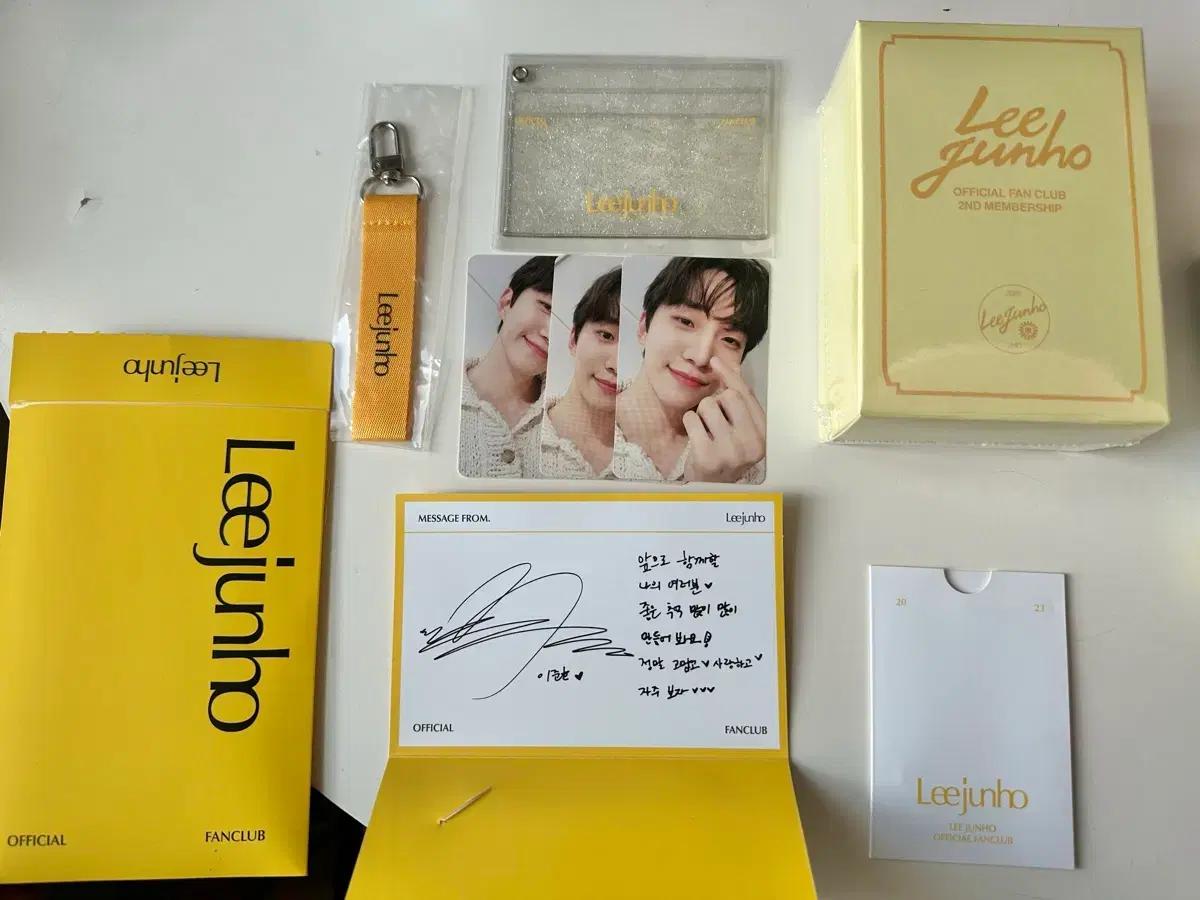 Lee
junho
OFFICIAL FAN CLUB
2ND MEMBERSHIP
LeeJunho
OFFICIAL
FANCLUB
Leejunho
Leejunho
Leejunho
Leejunho
OFFICIAL
FANCLUB
MESSAGE FROM.
Leejunho
앞으로 함께할
나의 여러분♥
좋은 추억 많이 많이
만들어 봐요!
정말 고맙고♥ 사랑하고♥
자주 보자♥♥♥
이준호♥
OFFICIAL
FANCLUB
20
23
Leejunho
LEE JUNHO
OFFICIAL FANCLUB